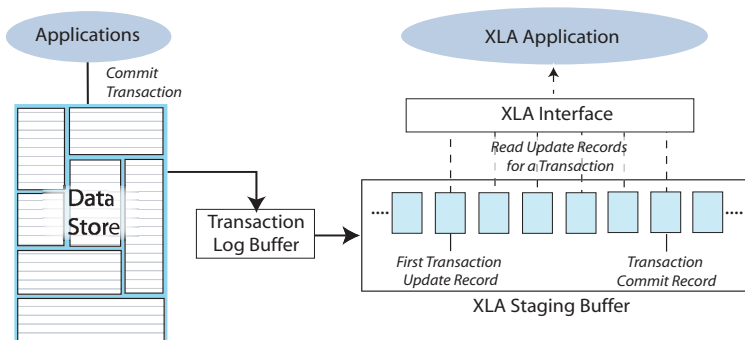 Applications
Commit
Transaction
Data
Store
Transaction
Log Buffer
XLA Application
XLA Interface
Read Update Records
for a Transaction
....
....
First Transaction
Update Record
Transaction
Commit Record
XLA Staging Buffer